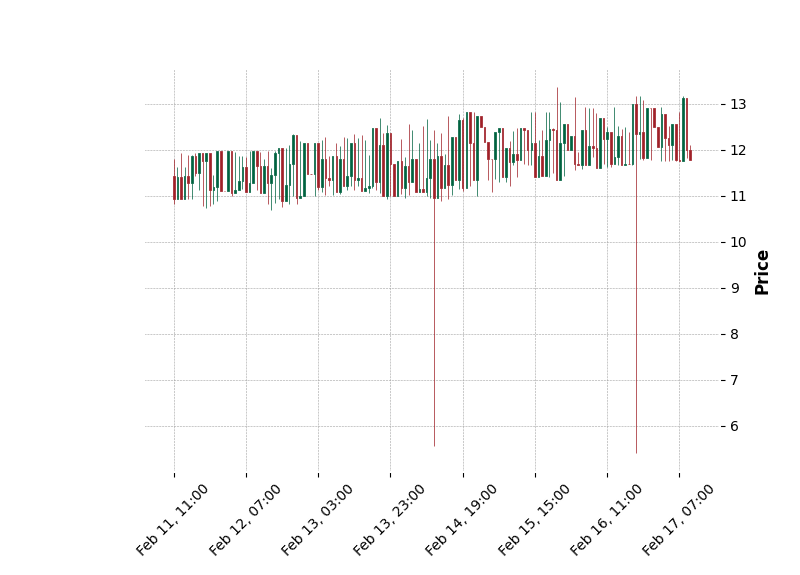 13
12
11
10
9
8
7
6
Price
Feb 11, 11:00
Feb 12, 07:00
Feb 13, 03:00
Feb 13, 23:00
Feb 14, 19:00
Feb 15, 15:00
Feb 16, 11:00
Feb 17, 07:00